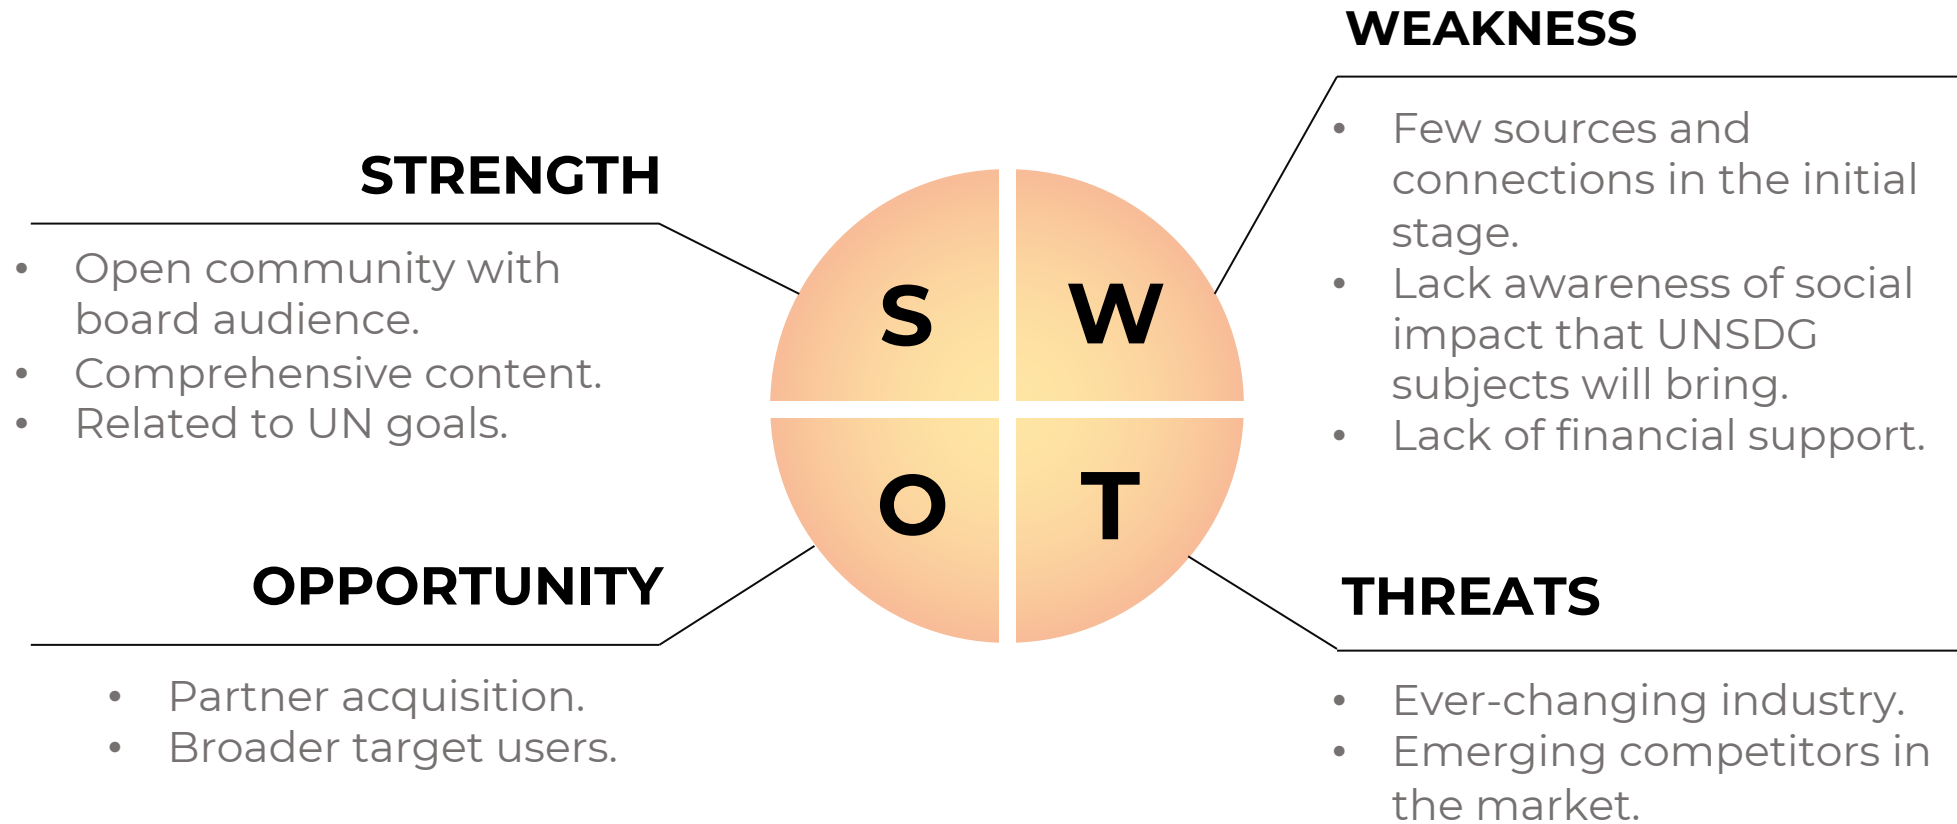 STRENGTH
• Open community with
board audience.
• Comprehensive content.
• Related to UN goals.
WEAKNESS
• Few sources and
connections in the initial
stage.
• Lack awareness of social
impact that UNSDG
subjects will bring.
• Lack of financial support.
S
W
O
T
OPPORTUNITY
• Partner acquisition.
• Broader target users.
THREATS
• Ever-changing industry.
• Emerging competitors in
the market.